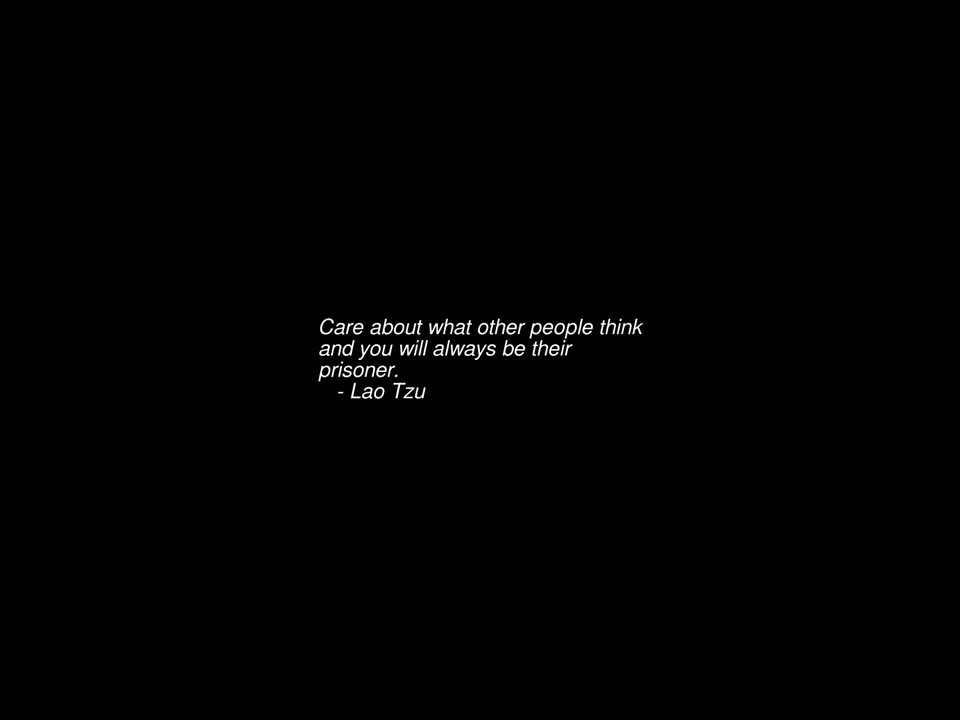 Care about what other people think
and you will always be their
prisoner.
- Lao Tzu